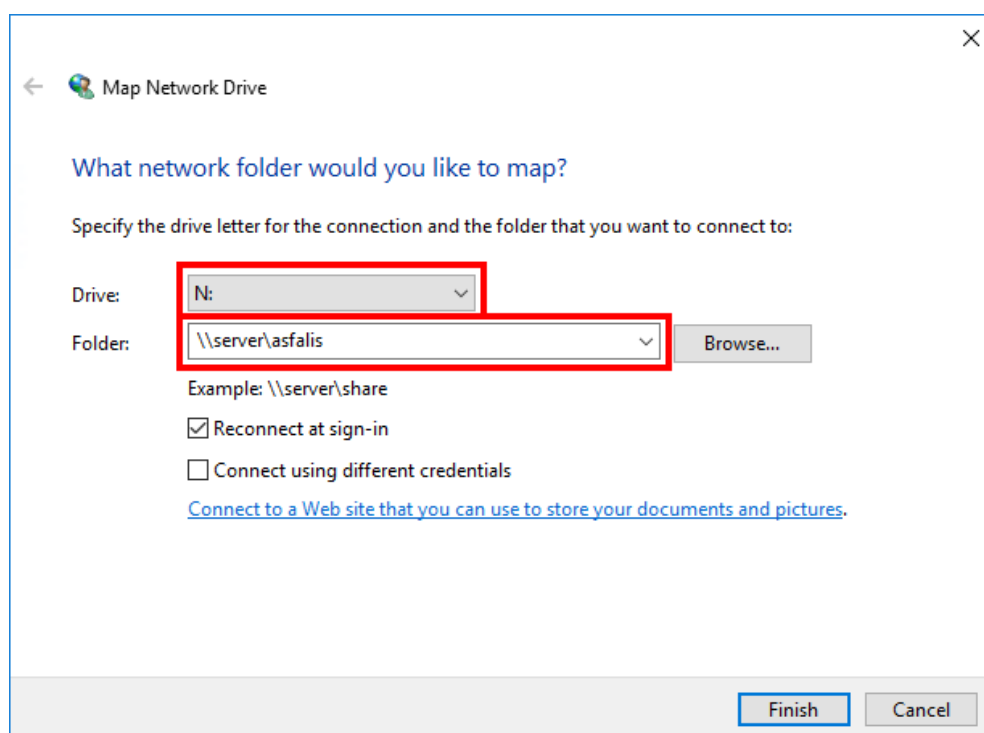 Map Network Drive
What network folder would you like to map?
Specify the drive letter for the connection and the folder that you want to connect to:
Drive: N:
Folder: \\server\asfalis Browse...
Example: \\server\share
Reconnect at sign-in
Connect using different credentials
Connect to a Web site that you can use to store your documents and pictures.
Finish Cancel